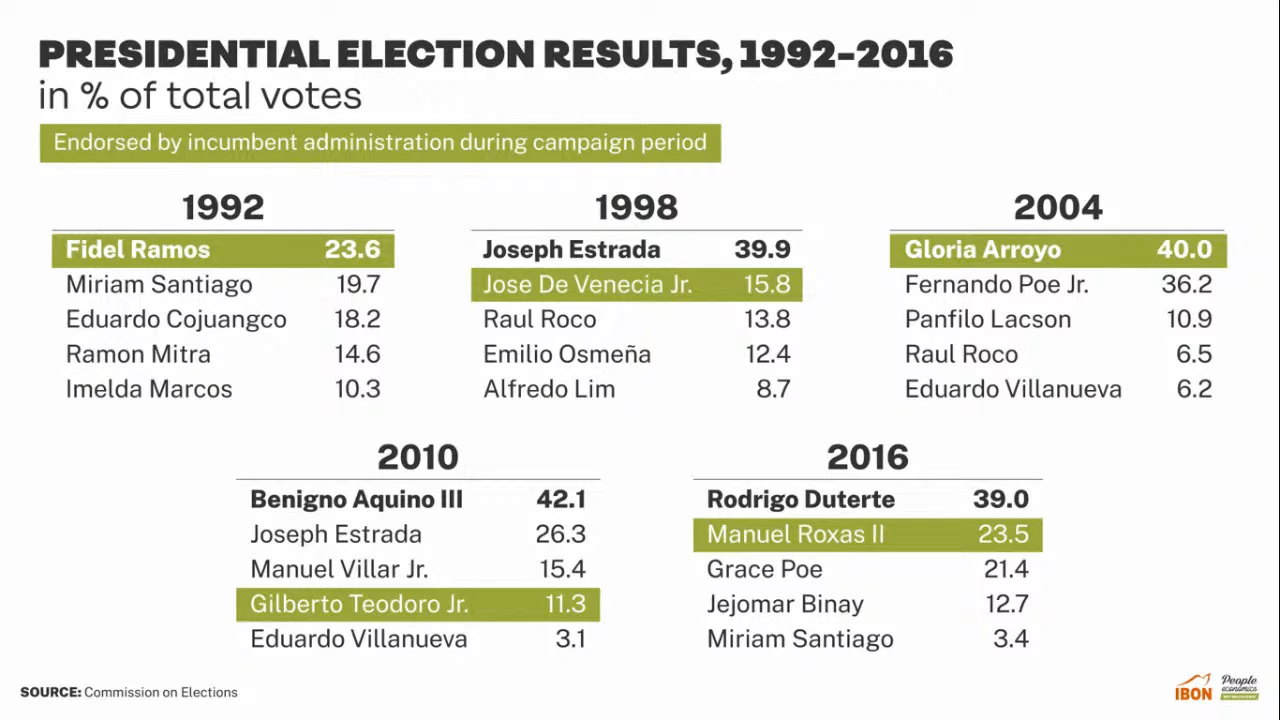 PRESIDENTIAL ELECTION RESULTS, 1992–2016
in % of total votes
Endorsed by incumbent administration during campaign period
1992
Fidel Ramos 23.6
Miriam Santiago 19.7
Eduardo Cojuangco 18.2
Ramon Mitra 14.6
Imelda Marcos 10.3
1998
Joseph Estrada 39.9
Jose De Venecia Jr. 15.8
Raul Roco 13.8
Emilio Osmeña 12.4
Alfredo Lim 8.7
2004
Gloria Arroyo 40.0
Fernando Poe Jr. 36.2
Panfilo Lacson 10.9
Raul Roco 6.5
Eduardo Villanueva 6.2
2010
Benigno Aquino III 42.1
Joseph Estrada 26.3
Manuel Villar Jr. 15.4
Gilberto Teodoro Jr. 11.3
Eduardo Villanueva 3.1
2016
Rodrigo Duterte 39.0
Manuel Roxas II 23.5
Grace Poe 21.4
Jejomar Binay 12.7
Miriam Santiago 3.4
SOURCE: Commission on Elections
IBON
People
economics